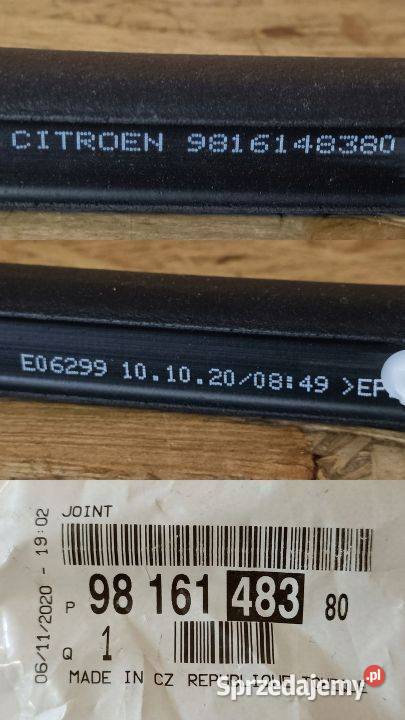 CITROEN 9816148380
E06299 10.10.20/08:49 >EP
06/11/2020 - 19:02
JOINT
P 98 161 483 80
Q 1
MADE IN CZ REPUBLIQUE
Sprzedajemy.pl